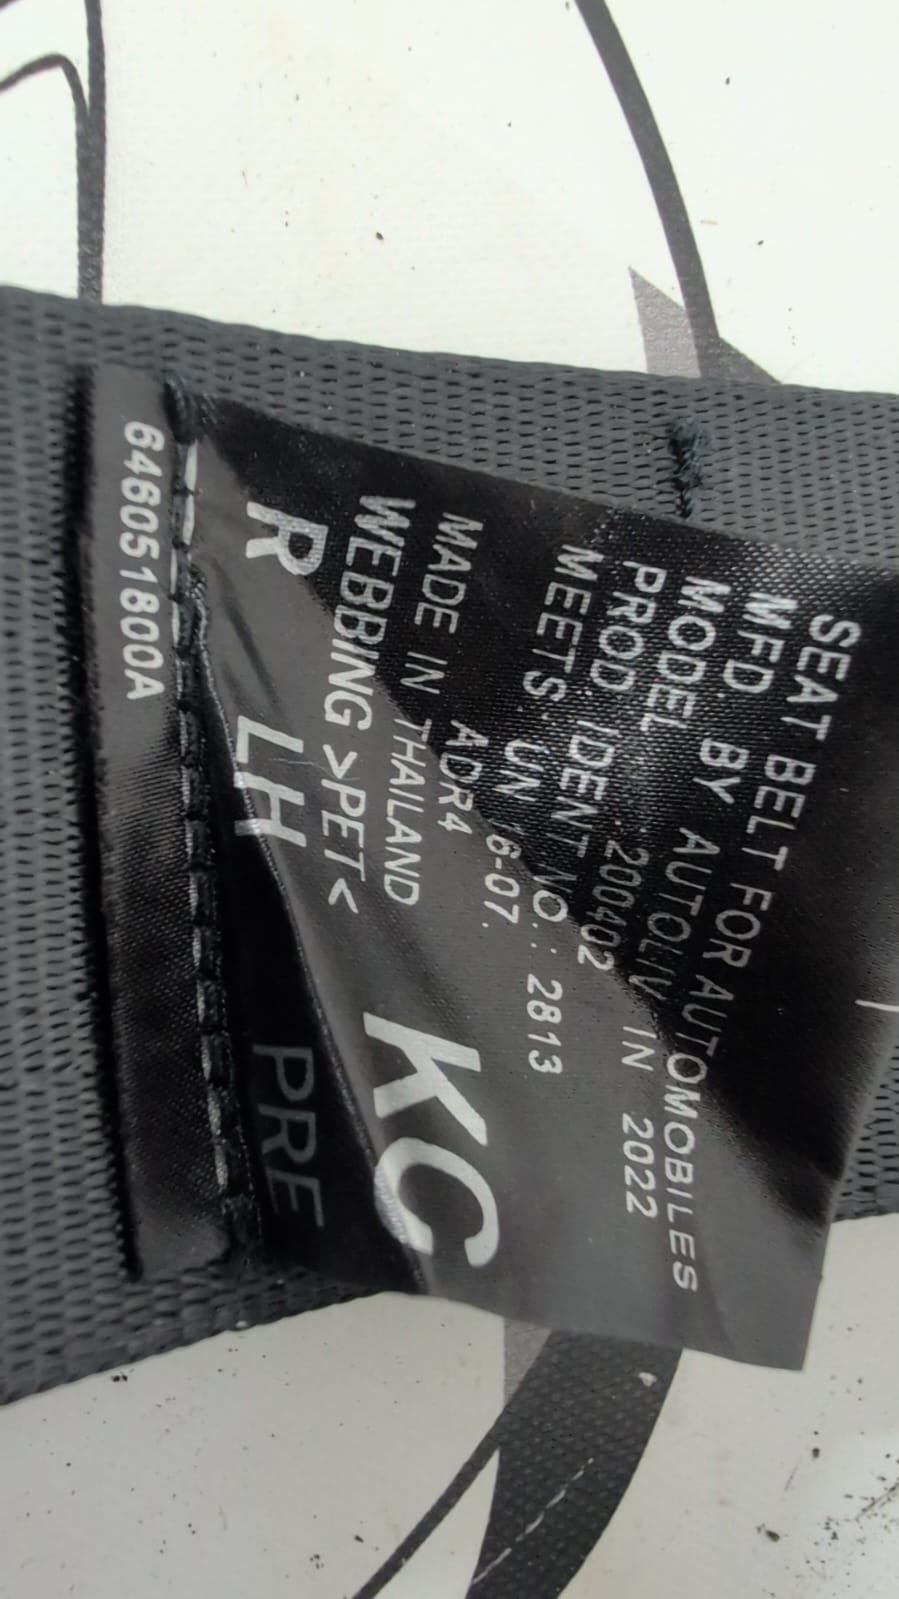 SEAT BELT FOR AUTOMOBILES
MFD. BY AUTOLIV IN 2022
MODEL : 200402
PROD. IDENT NO.: 2813
MEETS: UN 16-07.
ADR4
MADE IN THAILAND
WEBBING >PET<
KC
R LH PRE
646051800A